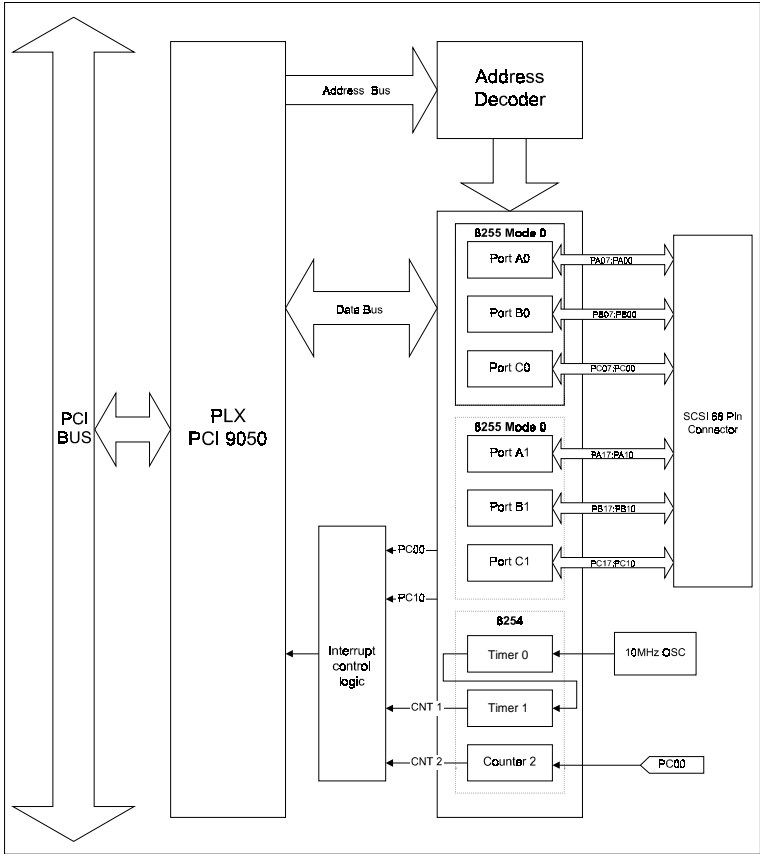 Address
Decoder
Address Bus
8255 Mode 0
Port A0
PA07:PA00
Port B0
PB07:PB00
Data Bus
Port C0
PC07:PC00
PCI
BUS
PLX
PCI 9050
SCSI 68 Pin
Connector
8255 Mode 0
Port A1
PA17:PA10
Port B1
PB17:PB10
Port C1
PC17:PC10
PC00
PC10
8254
Interrupt
control
logic
Timer 0
10MHz OSC
CNT 1
Timer 1
CNT 2
Counter 2
PC00